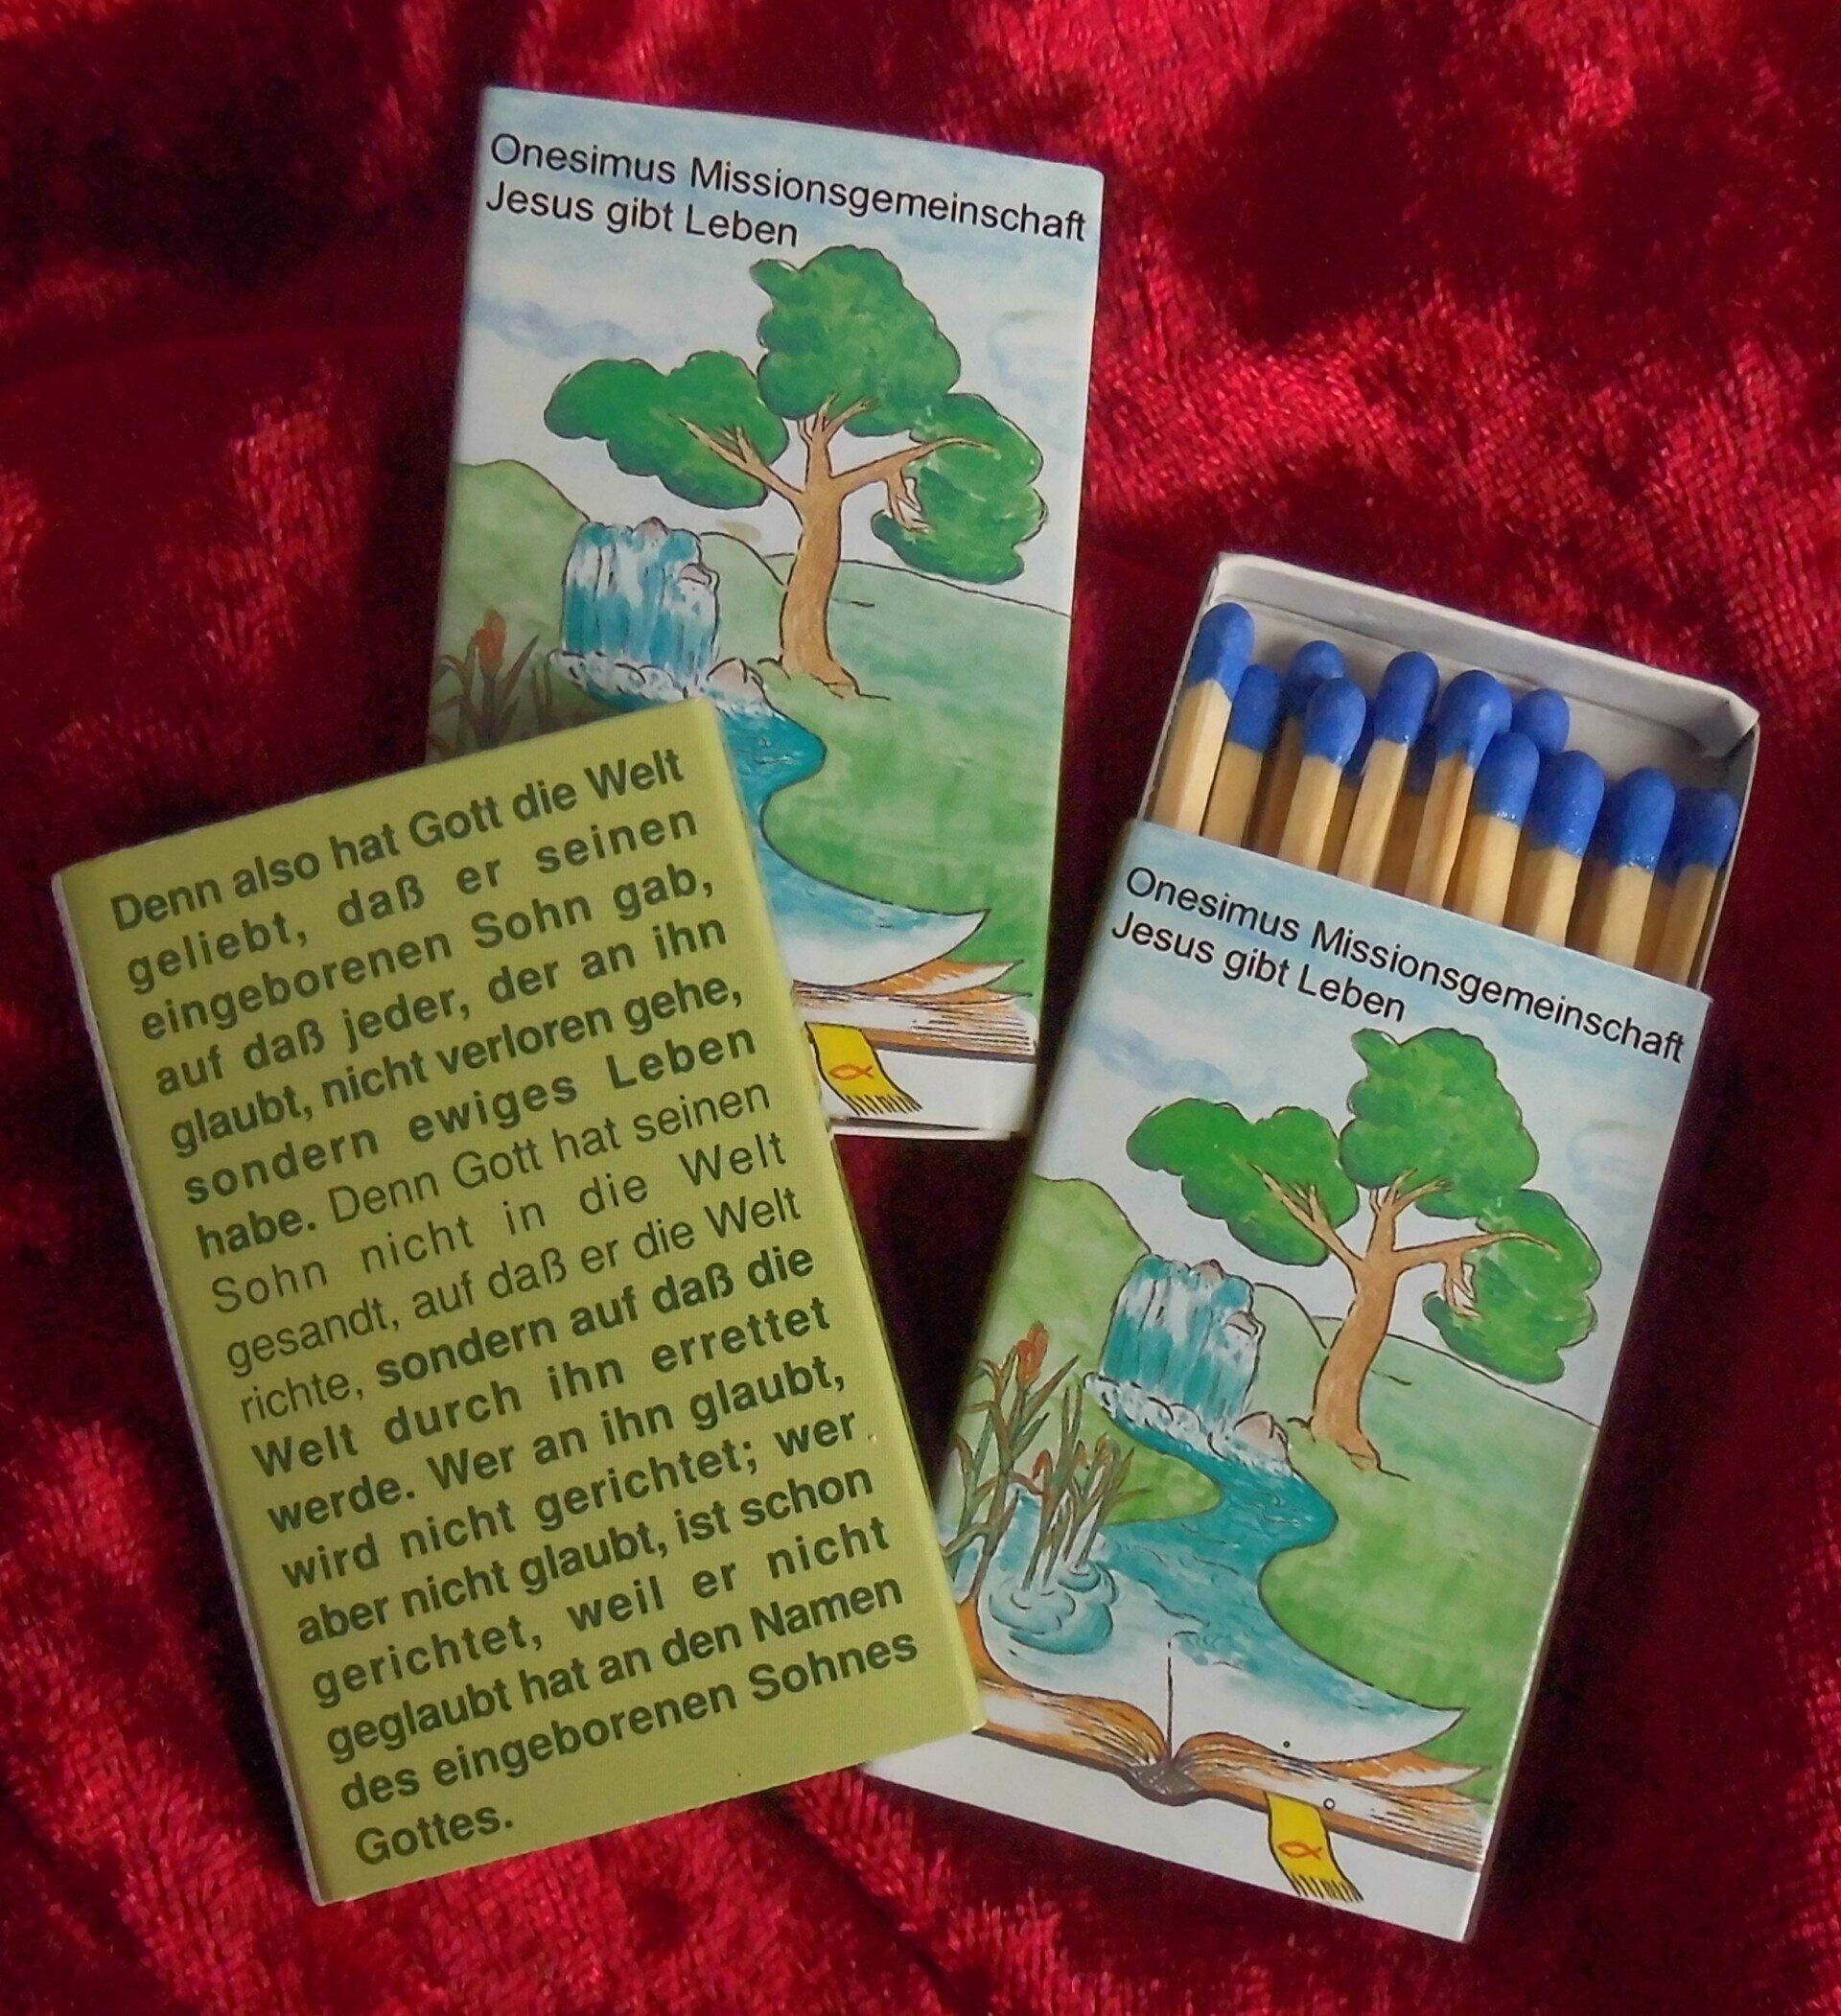 Onesimus Missionsgemeinschaft
Jesus gibt Leben
Denn also hat Gott die Welt
geliebt, daß er seinen
eingeborenen Sohn gab,
auf daß jeder, der an ihn
glaubt, nicht verloren gehe,
sondern ewiges Leben
habe. Denn Gott hat seinen
Sohn nicht in die Welt
gesandt, auf daß er die Welt
richte, sondern auf daß die
Welt durch ihn errettet
werde. Wer an ihn glaubt,
wird nicht gerichtet; wer
aber nicht glaubt, ist schon
gerichtet, weil er nicht
geglaubt hat an den Namen
des eingeborenen Sohnes
Gottes.
Onesimus Missionsgemeinschaft
Jesus gibt Leben